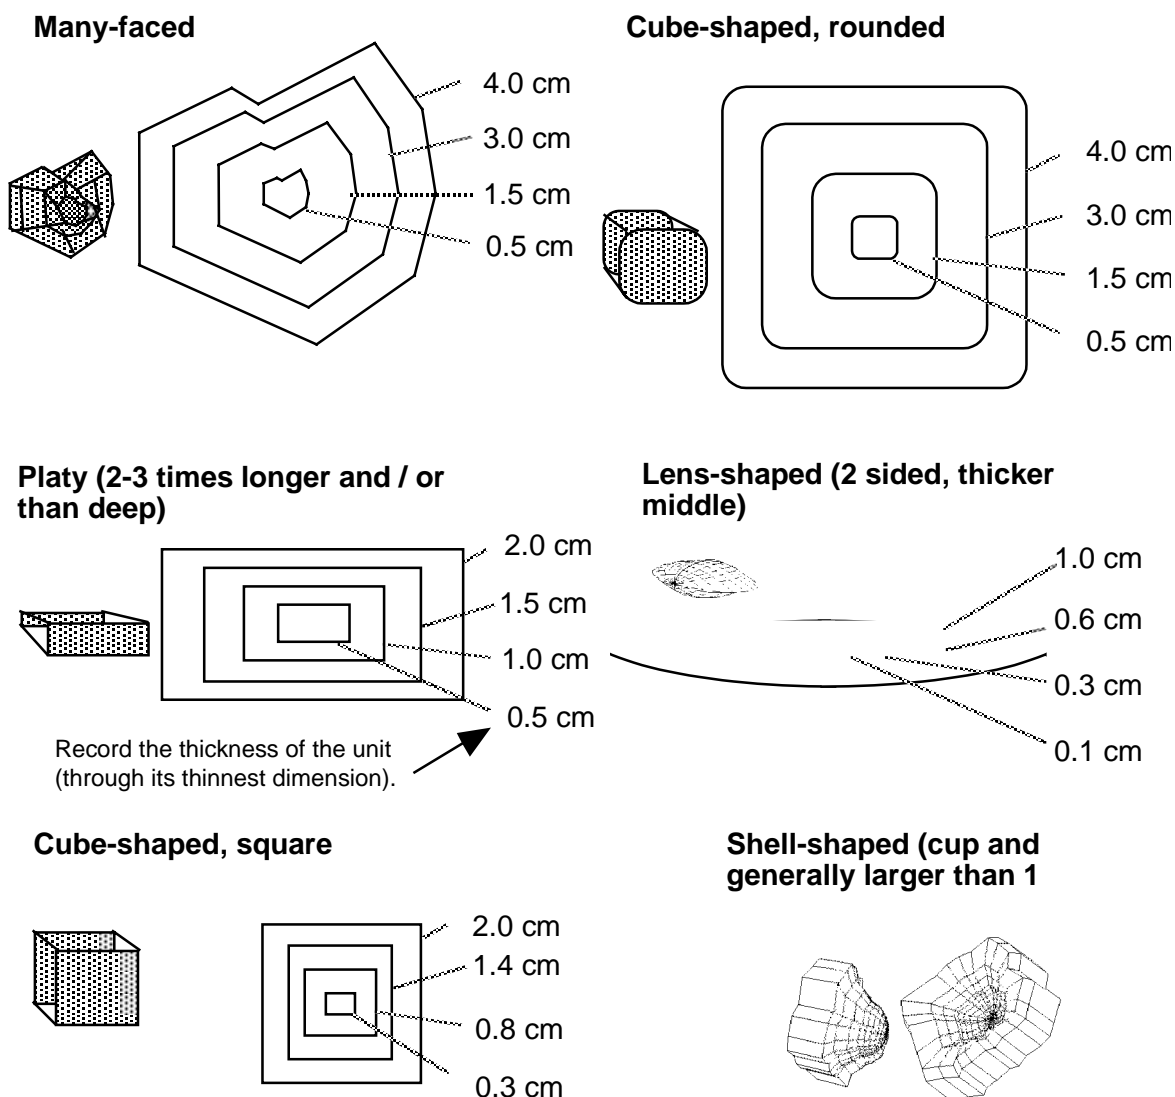 Many-faced
4.0 cm
3.0 cm
1.5 cm
0.5 cm
Cube-shaped, rounded
4.0 cm
3.0 cm
1.5 cm
0.5 cm
Platy (2-3 times longer and / or
than deep)
2.0 cm
1.5 cm
1.0 cm
0.5 cm
Record the thickness of the unit
(through its thinnest dimension).
Lens-shaped (2 sided, thicker
middle)
1.0 cm
0.6 cm
0.3 cm
0.1 cm
Cube-shaped, square
2.0 cm
1.4 cm
0.8 cm
0.3 cm
Shell-shaped (cup and
generally larger than 1